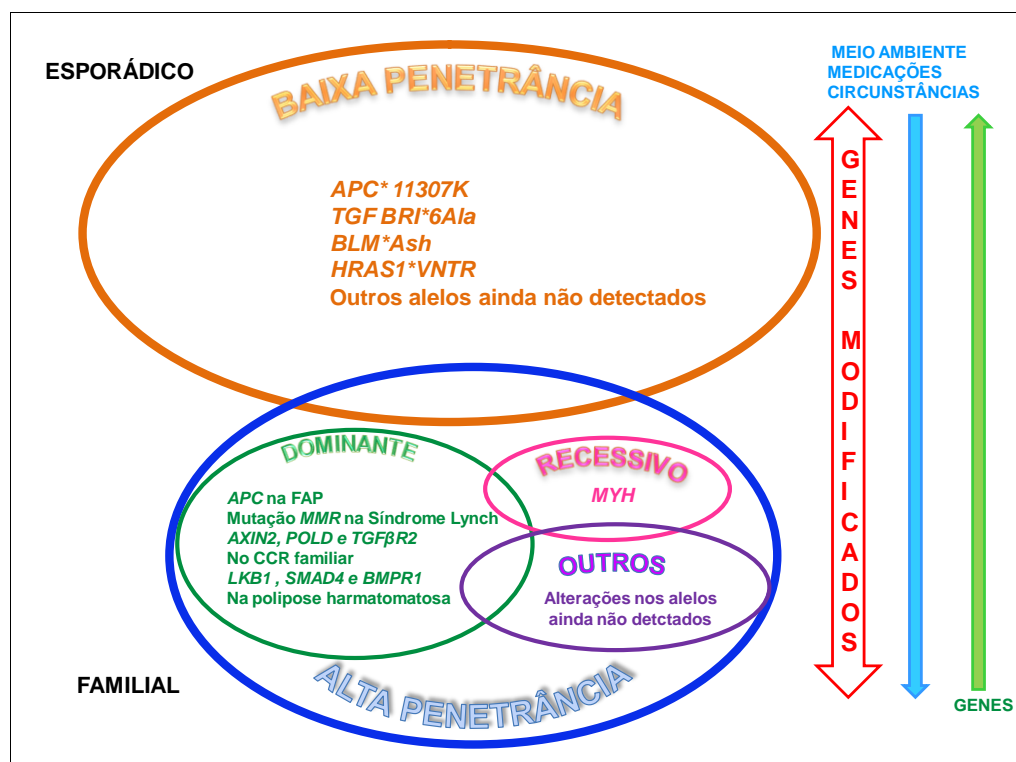 ESPORÁDICO
BAIXA PENETRÂNCIA
MEIO AMBIENTE
MEDICAÇÕES
CIRCUNSTÂNCIAS
APC* 11307K
TGF BRI*6Ala
BLM*Ash
HRAS1*VNTR
Outros alelos ainda não detectados
GENES MODIFICADOS
DOMINANTE
APC na FAP
Mutação MMR na Síndrome Lynch
AXIN2, POLD e TGFβR2
No CCR familiar
LKB1 , SMAD4 e BMPR1
Na polipose harmatomatosa
RECESSIVO
MYH
OUTROS
Alterações nos alelos
ainda não detctados
FAMILIAL
ALTA PENETRÂNCIA
GENES